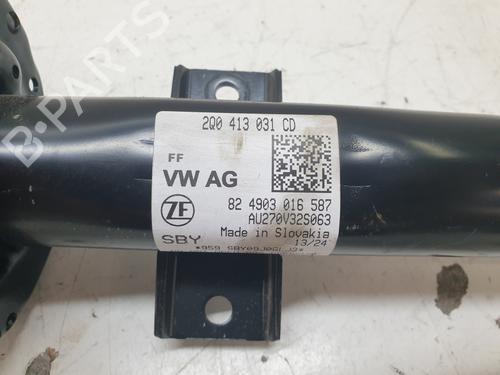 2Q0 413 031 CD
FF
VW AG
ZF
82 4903 016 587
AU270V32S063
Made in Slovakia
SBY
13/24
B-PARTS